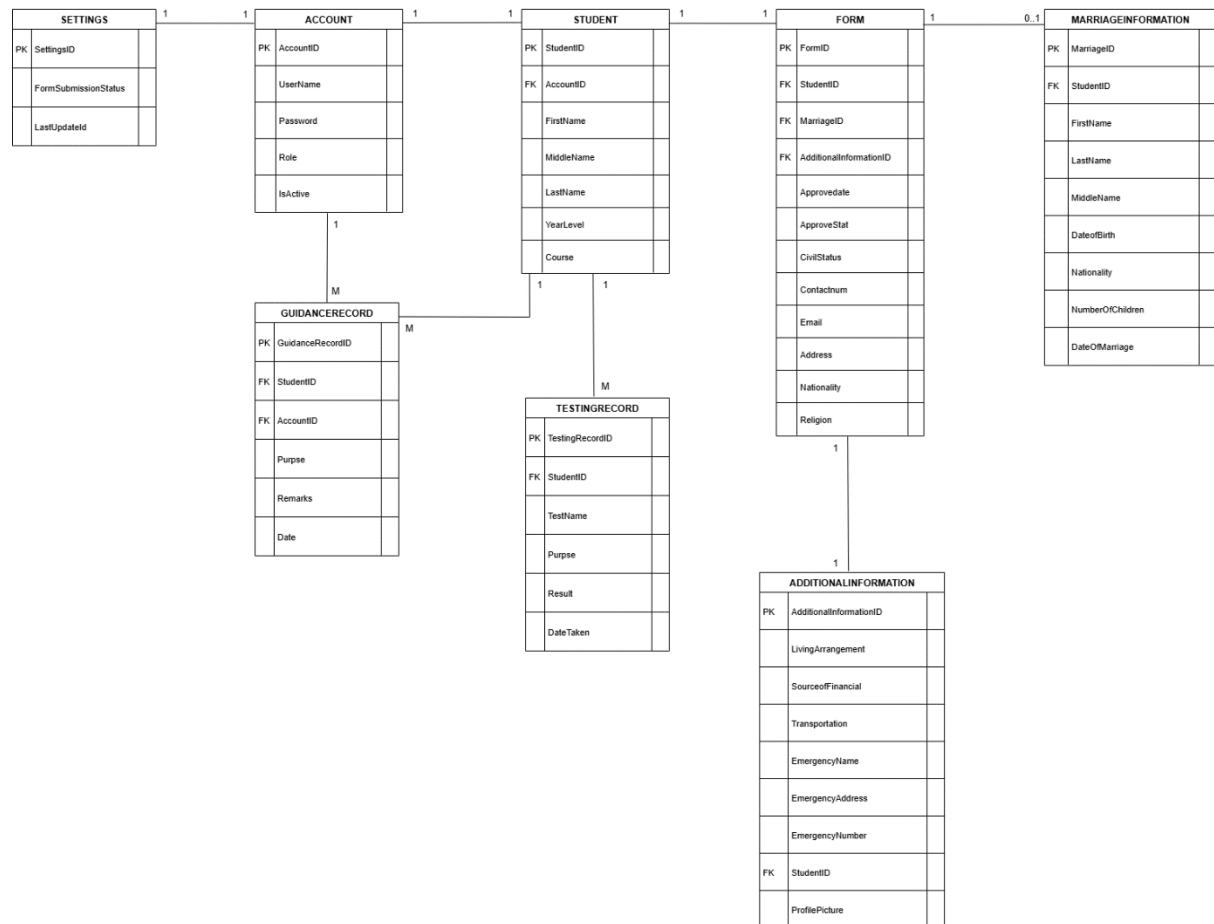 SETTINGS
PK SettingsID
FormSubmissionStatus
LastUpdateId
1 1
ACCOUNT
PK AccountID
UserName
Password
Role
IsActive
1 1
STUDENT
PK StudentID
FK AccountID
FirstName
MiddleName
LastName
YearLevel
Course
1 1
FORM
PK FormID
FK StudentID
FK MarriageID
FK AdditionalInformationID
Approvedate
ApproveStat
CivilStatus
Contactnum
Email
Address
Nationality
Religion
1 0..1
MARRIAGEINFORMATION
PK MarriageID
FK StudentID
FirstName
LastName
MiddleName
DateofBirth
Nationality
NumberOfChildren
DateOfMarriage
1
M
GUIDANCERECORD
PK GuidanceRecordID
FK StudentID
FK AccountID
Purpse
Remarks
Date
1
M
1
M
TESTINGRECORD
PK TestingRecordID
FK StudentID
TestName
Purpse
Result
DateTaken
1
1
ADDITIONALINFORMATION
PK AdditionalInformationID
LivingArrangement
SourceofFinancial
Transportation
EmergencyName
EmergencyAddress
EmergencyNumber
FK StudentID
ProfilePicture